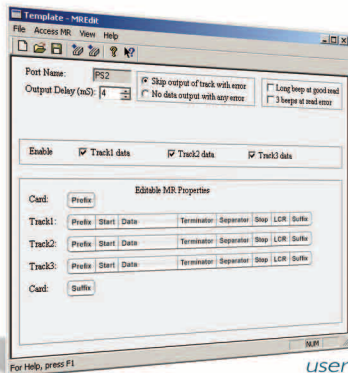 Template - MREdit
File Access MR View Help
Port Name: PS2
Output Delay (mS): 4
Skip output of track with error
No data output with any error
Long beep at good read
3 beeps at read error
Enable Track1 data Track2 data Track3 data
Editable MR Properties
Card: Prefix
Track1: Prefix Start Data Terminator Separator Stop LCR Suffix
Track2: Prefix Start Data Terminator Separator Stop LCR Suffix
Track3: Prefix Start Data Terminator Separator Stop LCR Suffix
Card: Suffix
For Help, press F1 NUM
user